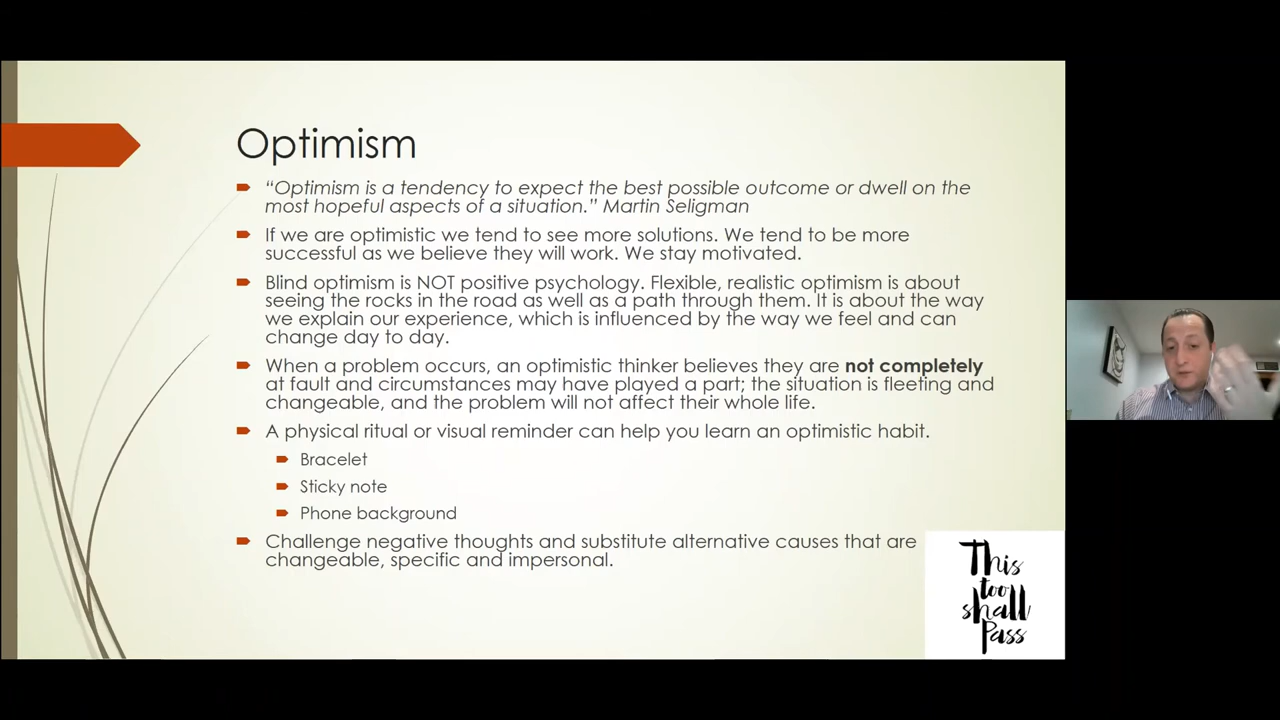 Optimism
“Optimism is a tendency to expect the best possible outcome or dwell on the
most hopeful aspects of a situation.” Martin Seligman
If we are optimistic we tend to see more solutions. We tend to be more
successful as we believe they will work. We stay motivated.
Blind optimism is NOT positive psychology. Flexible, realistic optimism is about
seeing the rocks in the road as well as a path through them. It is about the way
we explain our experience, which is influenced by the way we feel and can
change day to day.
When a problem occurs, an optimistic thinker believes they are not completely
at fault and circumstances may have played a part; the situation is fleeting and
changeable, and the problem will not affect their whole life.
A physical ritual or visual reminder can help you learn an optimistic habit.
Bracelet
Sticky note
Phone background
Challenge negative thoughts and substitute alternative causes that are
changeable, specific and impersonal.
This
too
shall
Pass